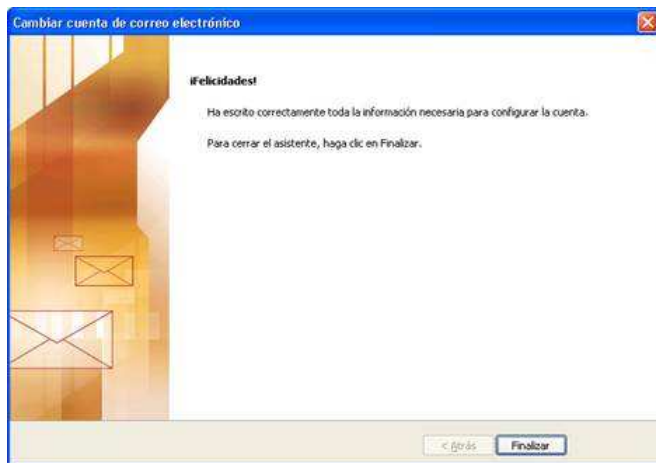 Cambiar cuenta de correo electrónico
¡Felicidades!
Ha escrito correctamente toda la información necesaria para configurar la cuenta.
Para cerrar el asistente, haga clic en Finalizar.
< Atrás
Finalizar